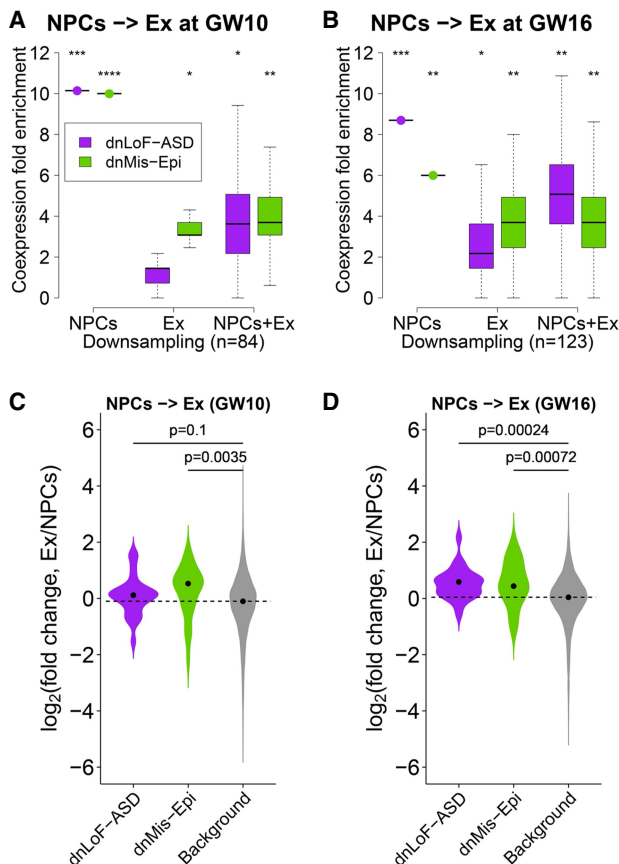 A NPCs −> Ex at GW10
Coexpression fold enrichment
12
10
8
6
4
2
0
*** **** * * **
dnLoF−ASD
dnMis−Epi
NPCs Ex NPCs+Ex
Downsampling (n=84)
B NPCs −> Ex at GW16
Coexpression fold enrichment
12
10
8
6
4
2
0
*** ** * ** ** **
NPCs Ex NPCs+Ex
Downsampling (n=123)
C NPCs −> Ex (GW10)
log2(fold change, Ex/NPCs)
6
4
2
0
−2
−4
−6
p=0.1
p=0.0035
dnLoF−ASD
dnMis−Epi
Background
D NPCs −> Ex (GW16)
log2(fold change, Ex/NPCs)
6
4
2
0
−2
−4
−6
p=0.00024
p=0.00072
dnLoF−ASD
dnMis−Epi
Background